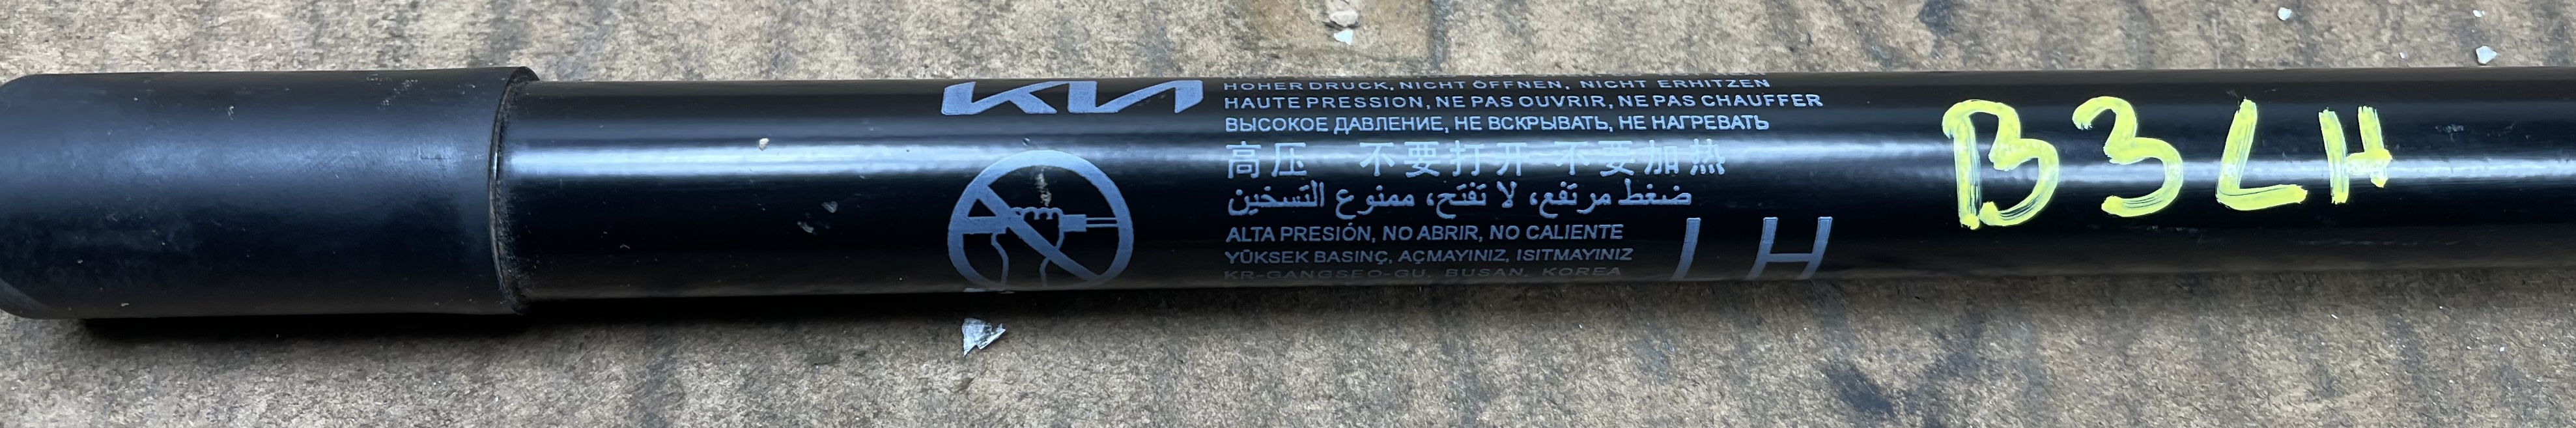 KIA
HOHER DRUCK, NICHT ÖFFNEN, NICHT ERHITZEN
HAUTE PRESSION, NE PAS OUVRIR, NE PAS CHAUFFER
ВЫСОКОЕ ДАВЛЕНИЕ, НЕ ВСКРЫВАТЬ, НЕ НАГРЕВАТЬ
高压 不要打开 不要加热
ضغط مرتفع، لا تفتح، ممنوع التسخين
ALTA PRESIÓN, NO ABRIR, NO CALIENTE
YÜKSEK BASINÇ, AÇMAYINIZ, ISITMAYINIZ
KR-GANGSEO-GU, BUSAN, KOREA
LH
B3LH